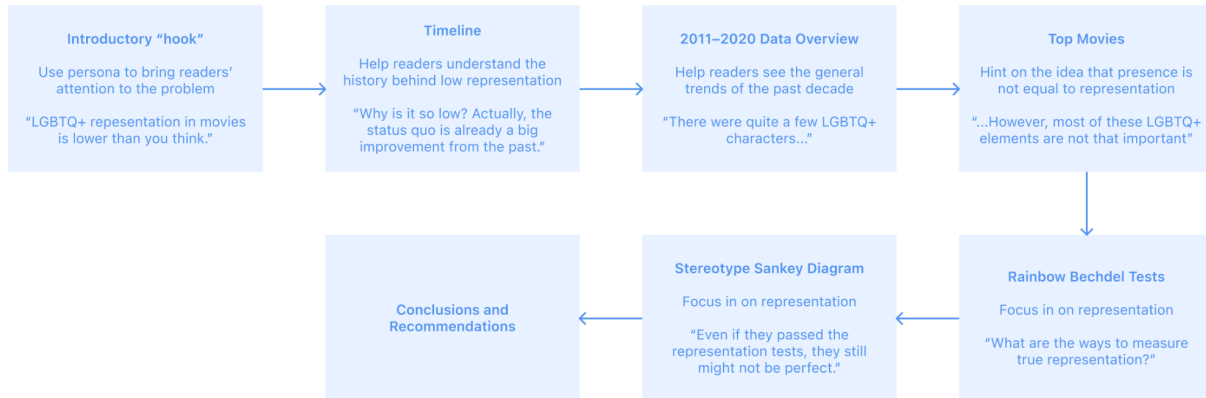 Introductory “hook”
Use persona to bring readers’
attention to the problem
“LGBTQ+ repesentation in movies
is lower than you think.”
Timeline
Help readers understand the
history behind low representation
“Why is it so low? Actually, the
status quo is already a big
improvement from the past.”
2011–2020 Data Overview
Help readers see the general
trends of the past decade
“There were quite a few LGBTQ+
characters...”
Top Movies
Hint on the idea that presence is
not equal to representation
“...However, most of these LGBTQ+
elements are not that important”
Rainbow Bechdel Tests
Focus in on representation
“What are the ways to measure
true representation?”
Stereotype Sankey Diagram
Focus in on representation
“Even if they passed the
representation tests, they still
might not be perfect.”
Conclusions and
Recommendations